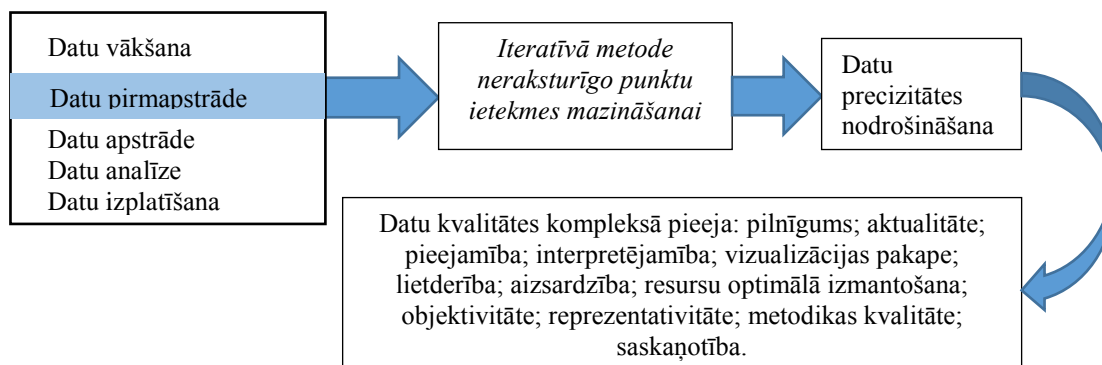 Datu vākšana
Datu pirmapstrāde
Datu apstrāde
Datu analīze
Datu izplatīšana
Iteratīvā metode
neraksturīgo punktu
ietekmes mazināšanai
Datu
precizitātes
nodrošināšana
Datu kvalitātes kompleksā pieeja: pilnīgums; aktualitāte;
pieejamība; interpretējamība; vizualizācijas pakape;
lietderība; aizsardzība; resursu optimālā izmantošana;
objektivitāte; reprezentativitāte; metodikas kvalitāte;
saskaņotība.